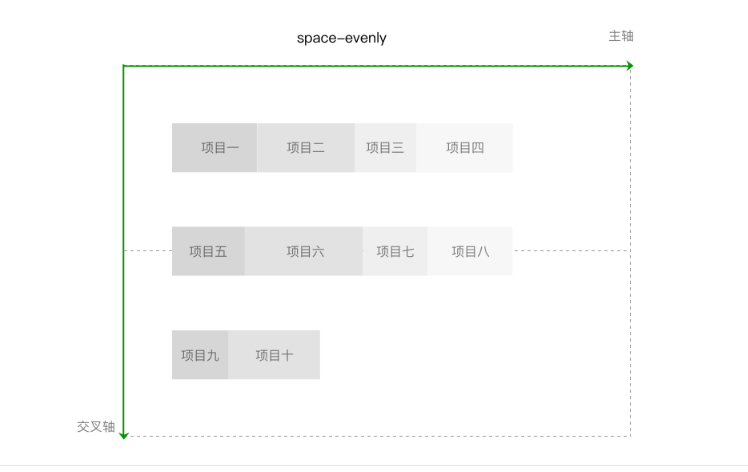 space-evenly
主轴
项目一 项目二 项目三 项目四
项目五 项目六 项目七 项目八
项目九 项目十
交叉轴